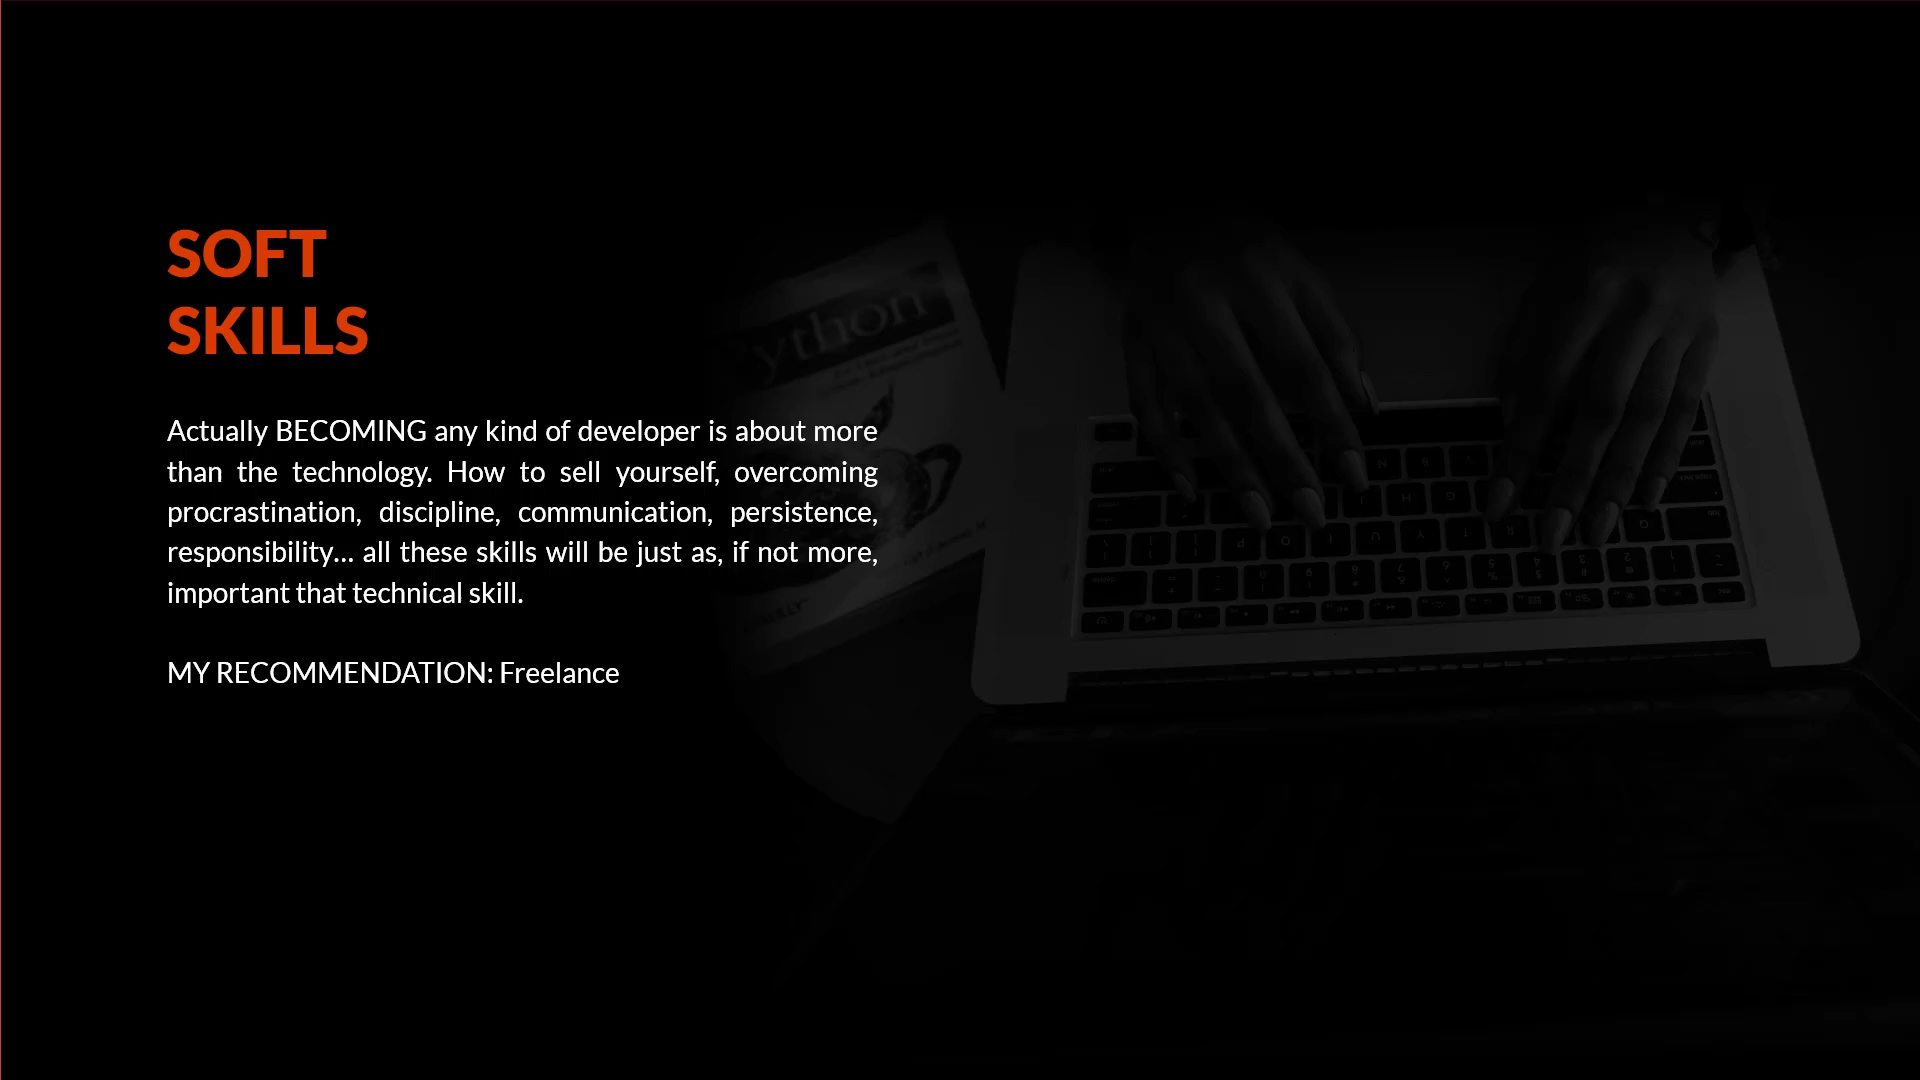 SOFT
SKILLS
Actually BECOMING any kind of developer is about more
than the technology. How to sell yourself, overcoming
procrastination, discipline, communication, persistence,
responsibility... all these skills will be just as, if not more,
important that technical skill.
MY RECOMMENDATION: Freelance
Python